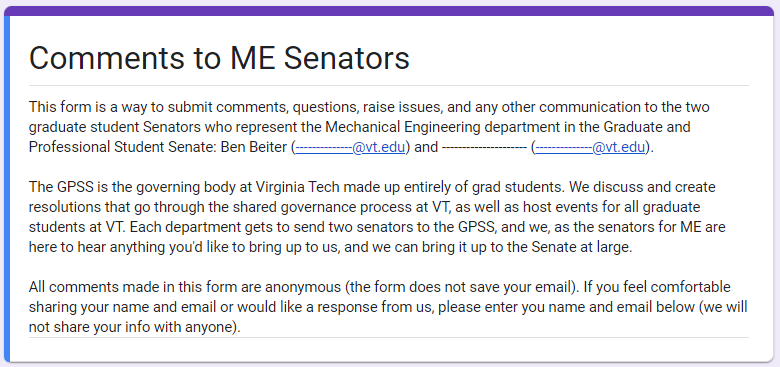 Comments to ME Senators
This form is a way to submit comments, questions, raise issues, and any other communication to the two
graduate student Senators who represent the Mechanical Engineering department in the Graduate and
Professional Student Senate: Ben Beiter (--------------@vt.edu) and --------------------- (--------------@vt.edu).
The GPSS is the governing body at Virginia Tech made up entirely of grad students. We discuss and create
resolutions that go through the shared governance process at VT, as well as host events for all graduate
students at VT. Each department gets to send two senators to the GPSS, and we, as the senators for ME are
here to hear anything you'd like to bring up to us, and we can bring it up to the Senate at large.
All comments made in this form are anonymous (the form does not save your email). If you feel comfortable
sharing your name and email or would like a response from us, please enter you name and email below (we will
not share your info with anyone).